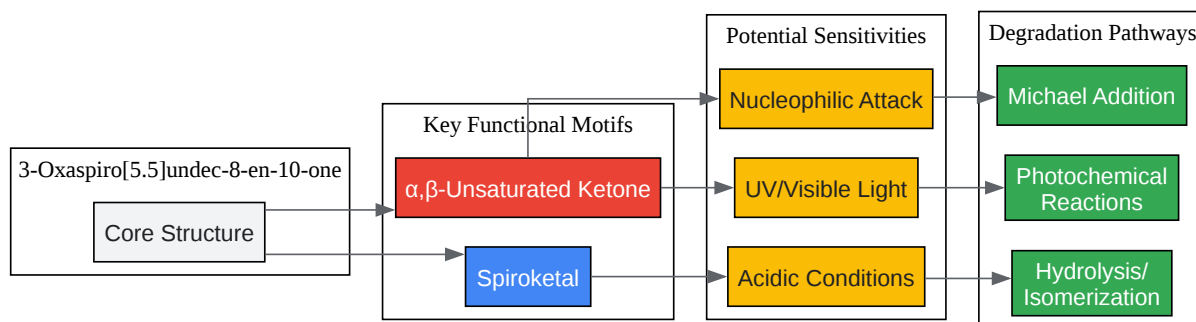 3-Oxaspiro[5.5]undec-8-en-10-one
Core Structure
Key Functional Motifs
α,β-Unsaturated Ketone
Spiroketal
Potential Sensitivities
Nucleophilic Attack
UV/Visible Light
Acidic Conditions
Degradation Pathways
Michael Addition
Photochemical
Reactions
Hydrolysis/
Isomerization